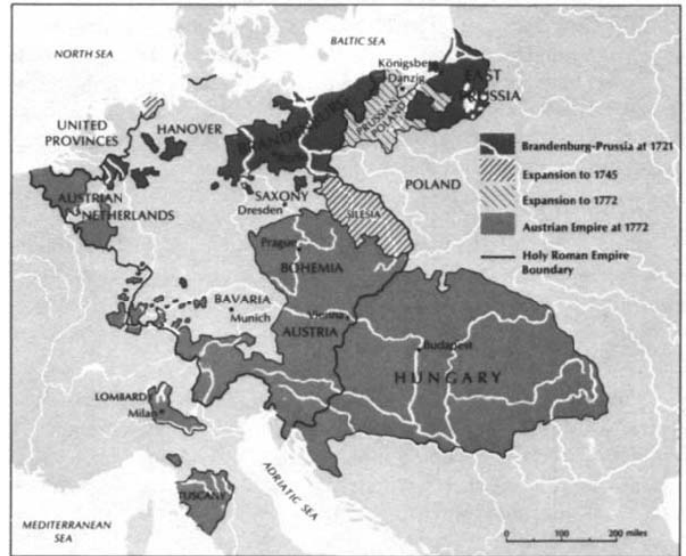 NORTH SEA
BALTIC SEA
Königsberg
Danzig
EAST
PRUSSIA
PRUSSIAN
POLAND
UNITED
PROVINCES
HANOVER
BRANDENBURG
AUSTRIAN
NETHERLANDS
SAXONY
Dresden
POLAND
SILESIA
Prague
BOHEMIA
BAVARIA
Munich
Vienna
AUSTRIA
Budapest
HUNGARY
LOMBARD
Milan
TUSCANY
ADRIATIC SEA
MEDITERRANEAN
SEA
Brandenburg-Prussia at 1721
Expansion to 1745
Expansion to 1772
Austrian Empire at 1772
Holy Roman Empire
Boundary
0 100 200 miles